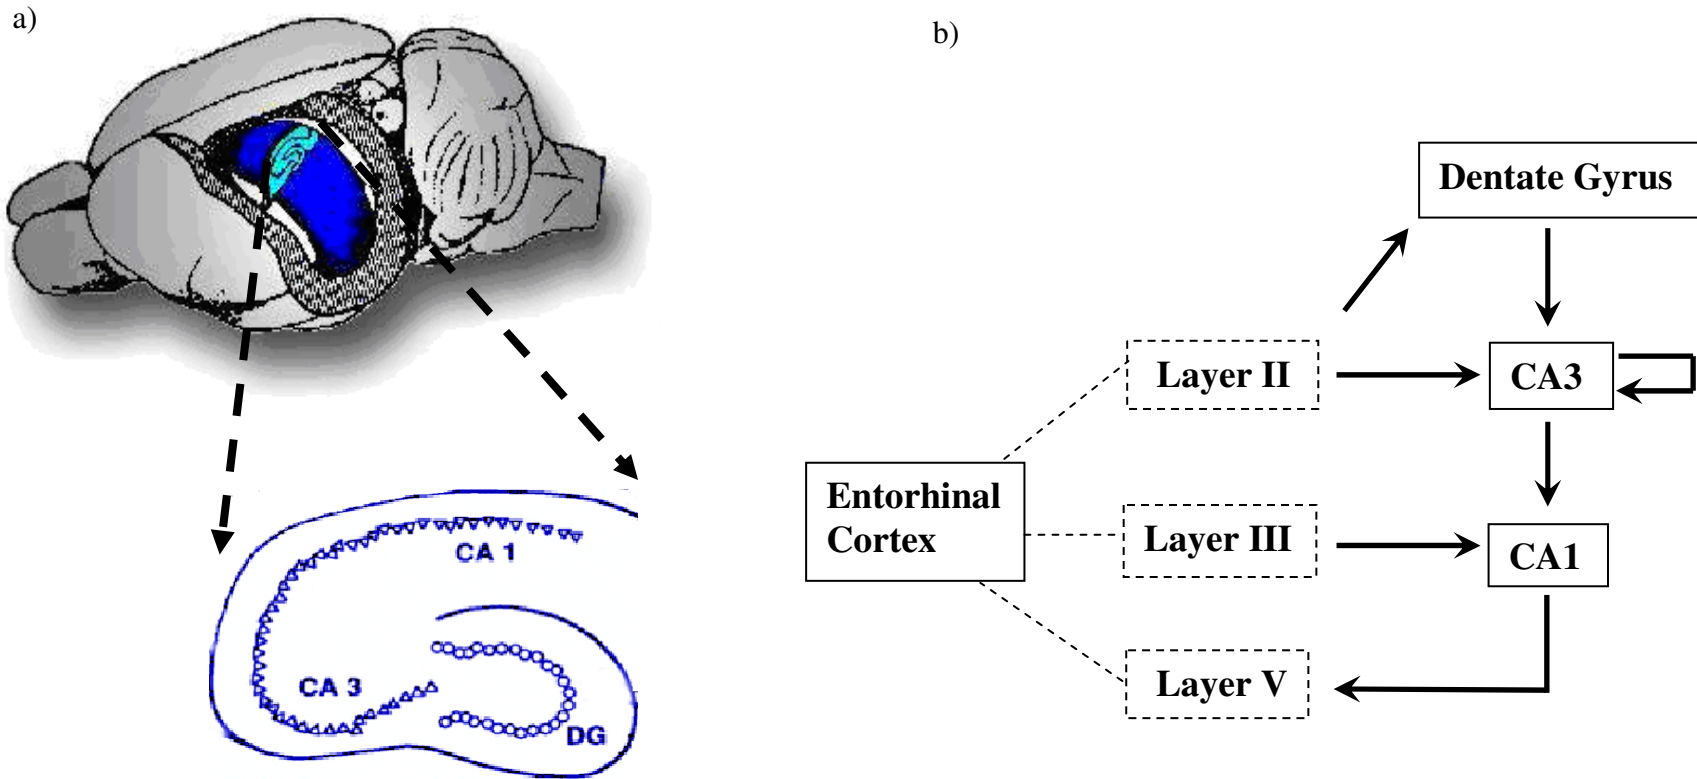 a)
CA 1
CA 3
DG
b)
Dentate Gyrus
Layer II
CA3
Entorhinal
Cortex
Layer III
CA1
Layer V